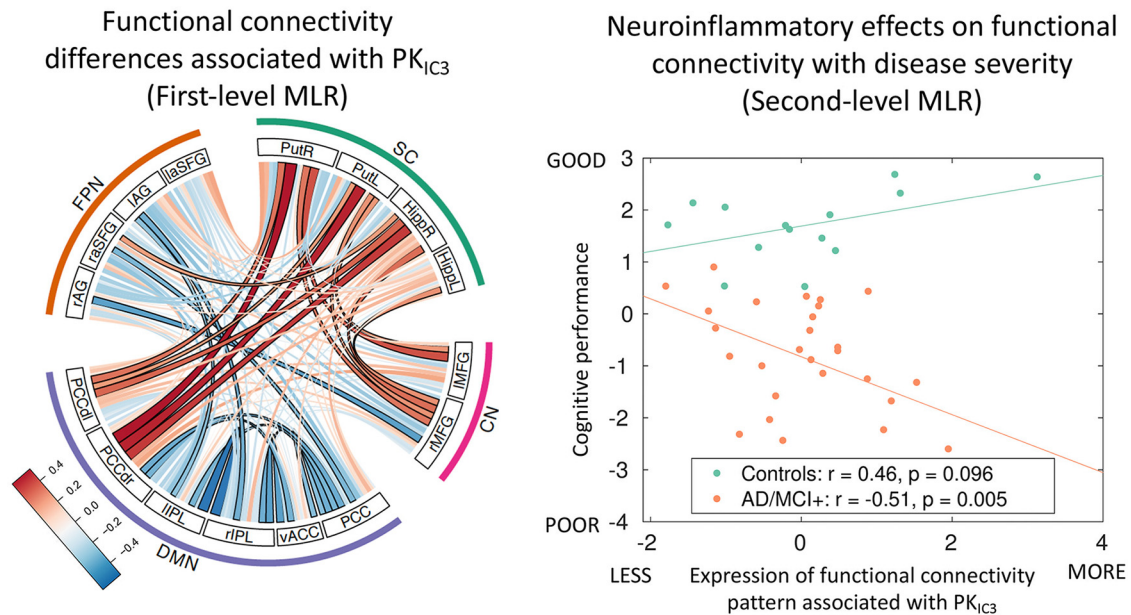 Functional connectivity
differences associated with PKIC3
(First-level MLR)
FPN
SC
CN
DMN
rAG
raSFG
lAG
laSFG
PutR
PutL
HippR
HippL
lMFG
rMFG
PCC
vACC
rIPL
lIPL
PCCdr
PCCdl
0.4
0.2
0.0
−0.2
−0.4
Neuroinflammatory effects on functional
connectivity with disease severity
(Second-level MLR)
GOOD
POOR
Cognitive performance
3
2
1
0
-1
-2
-3
-4
Controls: r = 0.46, p = 0.096
AD/MCI+: r = -0.51, p = 0.005
-2 0 2 4
LESS
MORE
Expression of functional connectivity
pattern associated with PKIC3